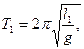 T₁ = 2π√(l₁/g),